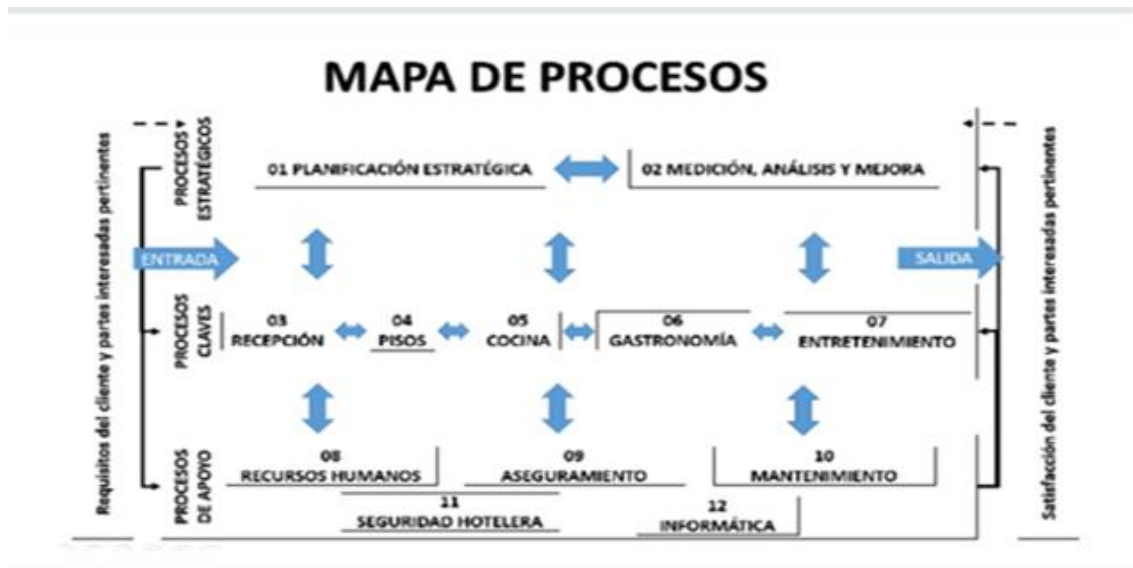 MAPA DE PROCESOS
Requisitos del cliente y partes interesadas pertinentes
PROCESOS
ESTRATÉGICOS
01 PLANIFICACIÓN ESTRATÉGICA
02 MEDICIÓN, ANÁLISIS Y MEJORA
ENTRADA
SALIDA
PROCESOS
CLAVES
03
RECEPCIÓN
04
PISOS
05
COCINA
06
GASTRONOMÍA
07
ENTRETENIMIENTO
PROCESOS
DE APOYO
08
RECURSOS HUMANOS
09
ASEGURAMIENTO
10
MANTENIMIENTO
11
SEGURIDAD HOTELERA
12
INFORMÁTICA
Satisfacción del cliente y partes interesadas pertinentes